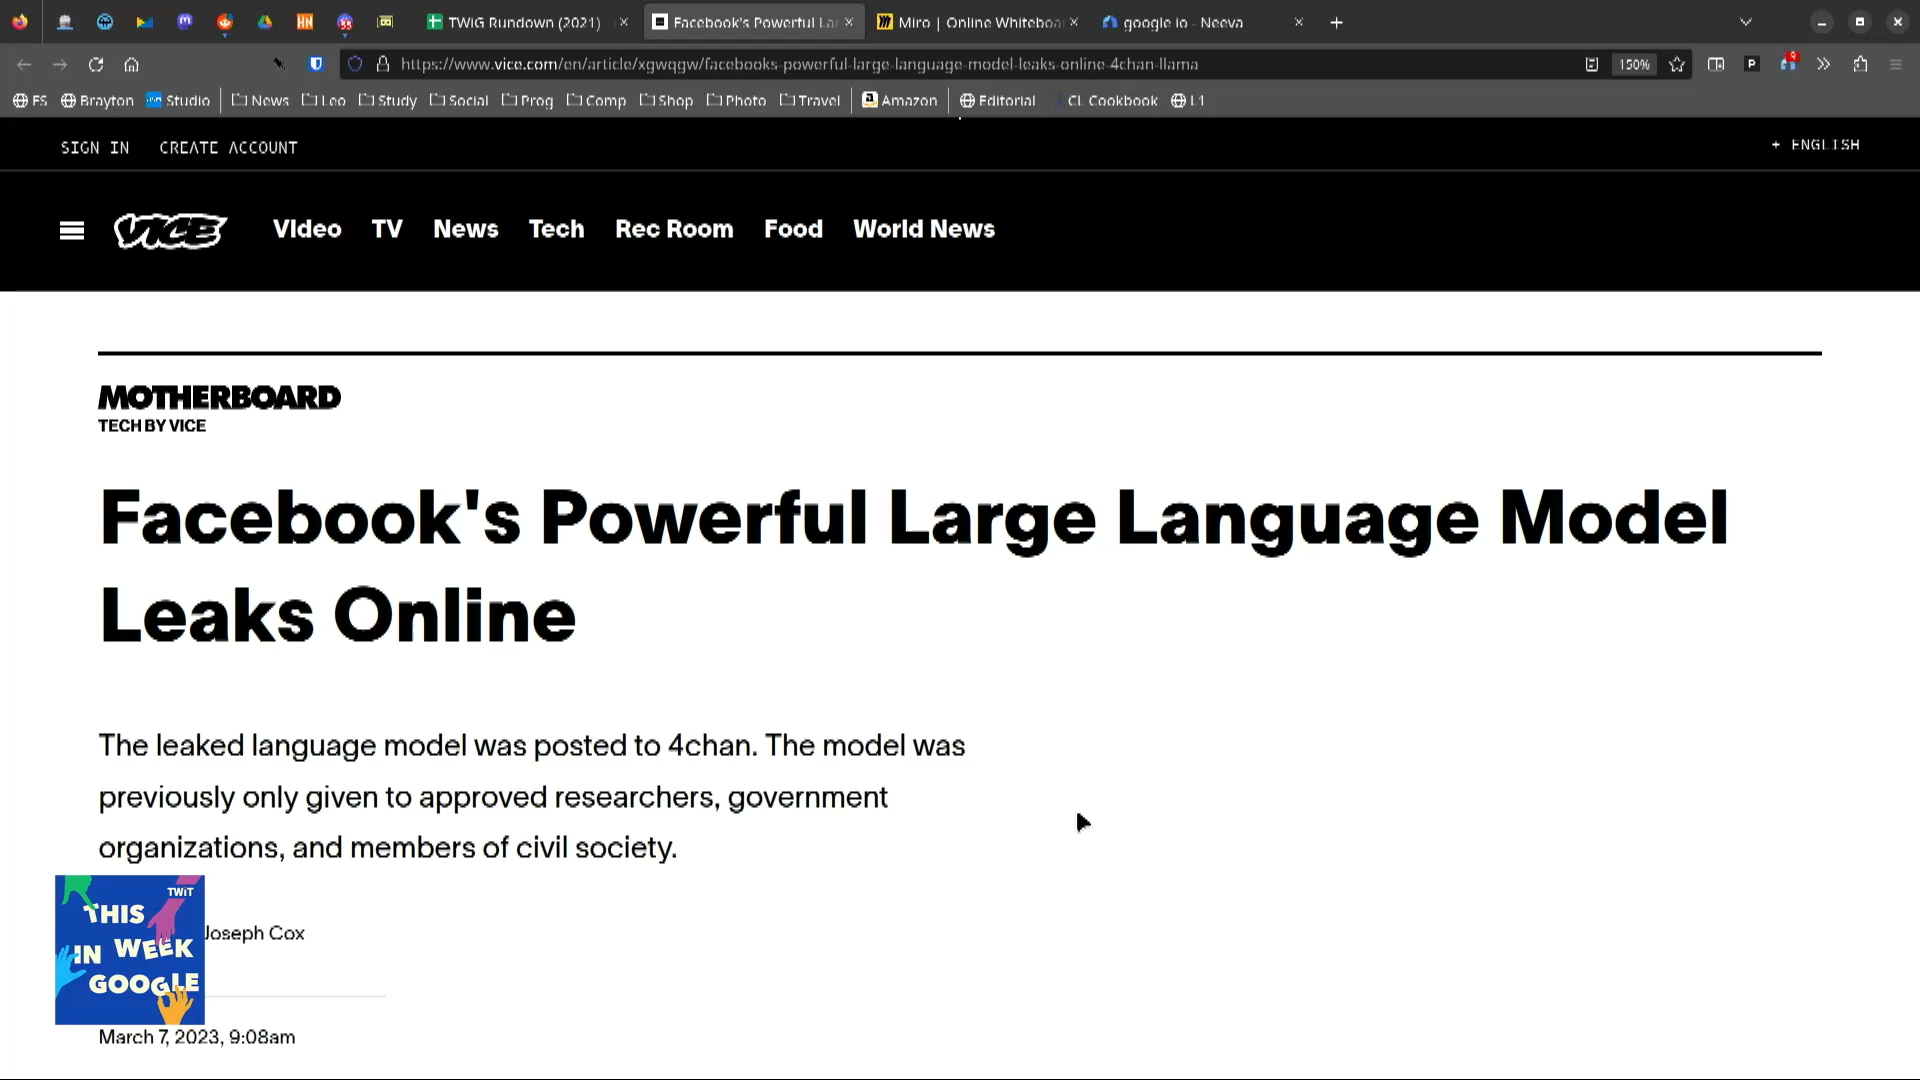 TWiG Rundown (2021)
Facebook's Powerful Lar
Miro | Online Whiteboa
google io - Neeva
https://www.vice.com/en/article/xgwqgw/facebooks-powerful-large-language-model-leaks-online-4chan-llama
150%
P
9
HN
FS
Brayton
Studio
News
Leo
Study
Social
Prog
Comp
Shop
Photo
Travel
Amazon
Editorial
CL Cookbook
L1
SIGN IN
CREATE ACCOUNT
+ ENGLISH
VICE
Video
TV
News
Tech
Rec Room
Food
World News
MOTHERBOARD
TECH BY VICE
Facebook's Powerful Large Language Model
Leaks Online
The leaked language model was posted to 4chan. The model was
previously only given to approved researchers, government
organizations, and members of civil society.
TWiT
THIS
IN WEEK
GOOGLE
Joseph Cox
March 7, 2023, 9:08am